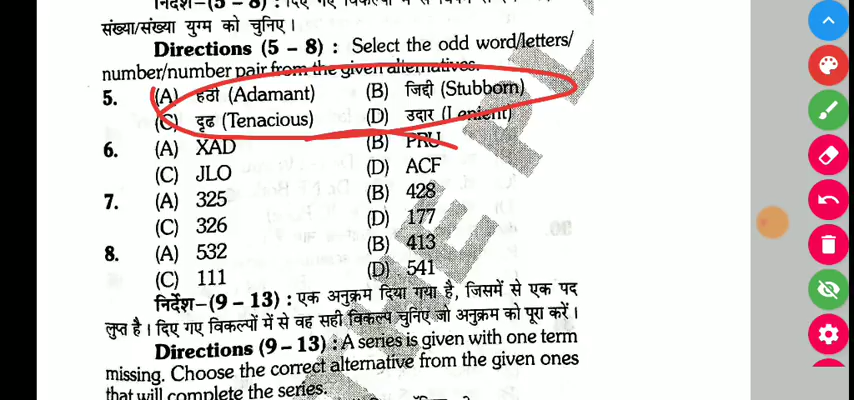 निर्देश–(5 – 8) : दिए गए विकल्पों में से
संख्या/संख्या युग्म को चुनिए।
Directions (5 – 8) : Select the odd word/letters/
number/number pair from the given alternatives.
5. (A) हठी (Adamant) (B) जिद्दी (Stubborn)
(C) दृढ़ (Tenacious) (D) उदार (Lenient)
6. (A) XAD (B) PRU
(C) JLO (D) ACF
7. (A) 325 (B) 428
(C) 326 (D) 177
8. (A) 532 (B) 413
(C) 111 (D) 541
निर्देश–(9 – 13) : एक अनुक्रम दिया गया है, जिसमें से एक पद
लुप्त है। दिए गए विकल्पों में से वह सही विकल्प चुनिए जो अनुक्रम को पूरा करें।
Directions (9 – 13) : A series is given with one term
missing. Choose the correct alternative from the given ones
that will complete the series.